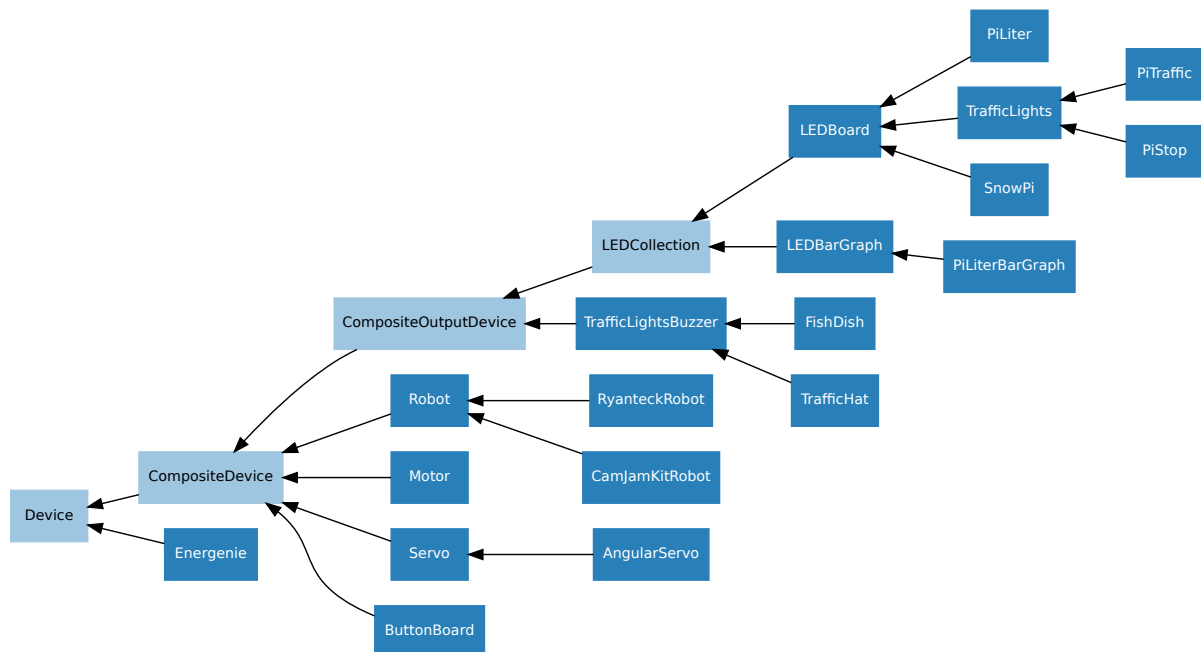 PiLiter
PiTraffic
TrafficLights
LEDBoard
PiStop
SnowPi
LEDCollection
LEDBarGraph
PiLiterBarGraph
CompositeOutputDevice
TrafficLightsBuzzer
FishDish
Robot
RyanteckRobot
TrafficHat
CompositeDevice
Motor
CamJamKitRobot
Device
Energenie
Servo
AngularServo
ButtonBoard